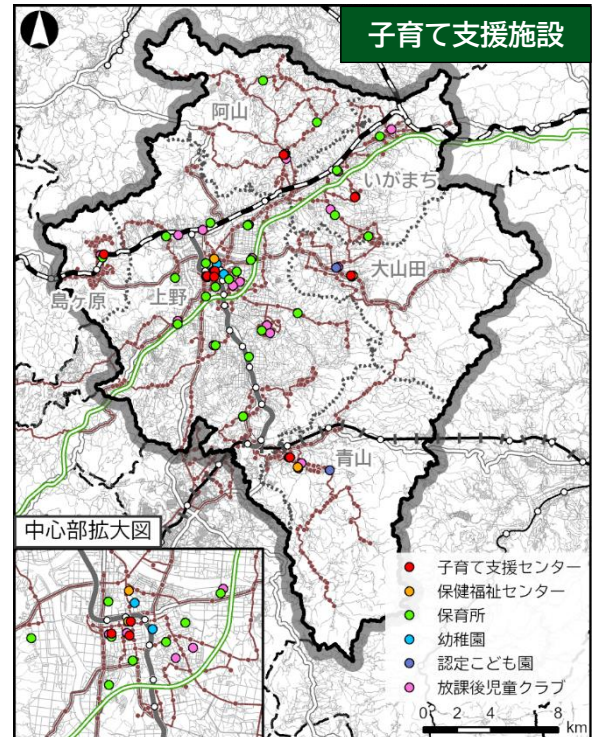 子育て支援施設
阿山
いがまち
大山田
島ヶ原
上野
青山
中心部拡大図
子育て支援センター
保健福祉センター
保育所
幼稚園
認定こども園
放課後児童クラブ
0 2 4 8
km